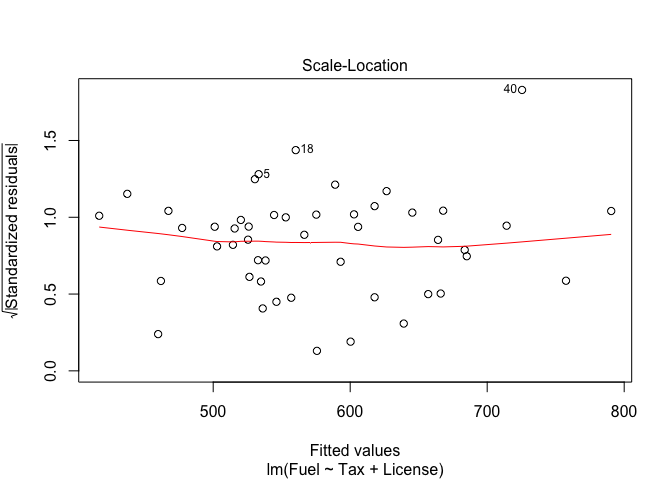 Scale-Location
√|Standardized residuals|
1.5
1.0
0.5
0.0
40
18
5
500 600 700 800
Fitted values
lm(Fuel ~ Tax + License)